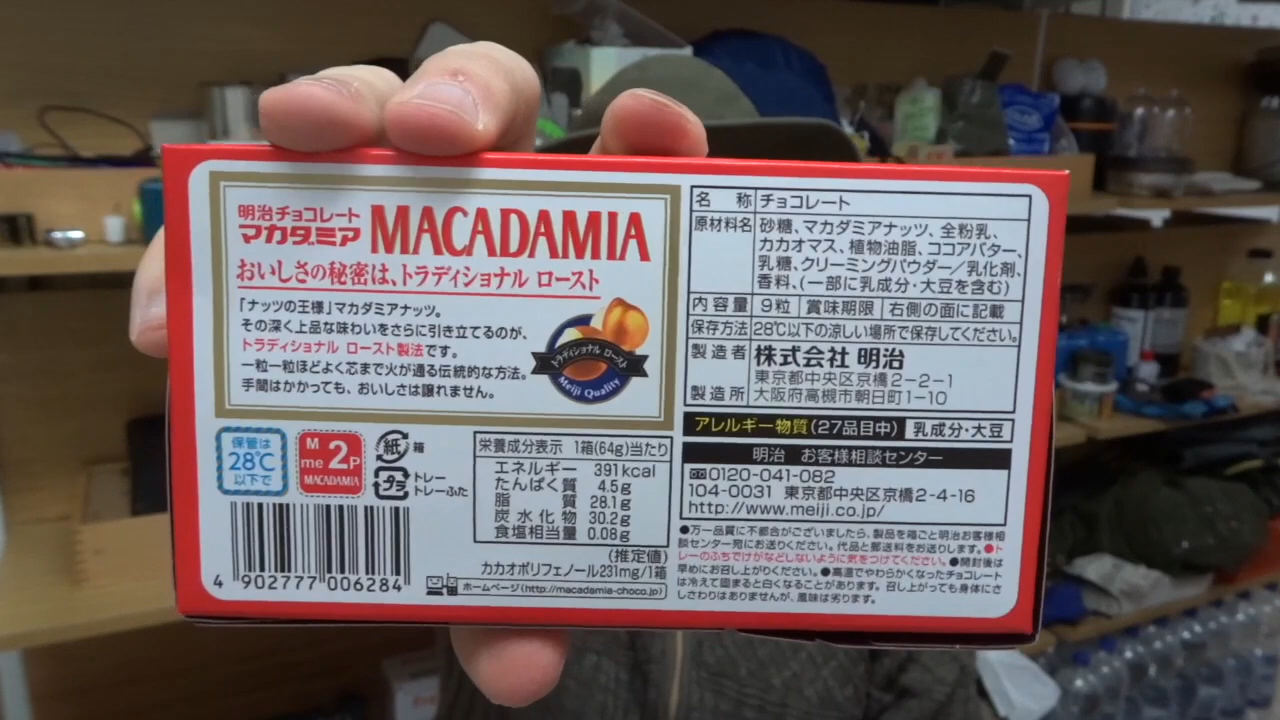 明治チョコレート
マカダミア MACADAMIA
おいしさの秘密は、トラディショナル ロースト
「ナッツの王様」マカダミアナッツ。
その深く上品な味わいをさらに引き立てるのが、
トラディショナル ロースト製法です。
一粒一粒ほどよく芯まで火が通る伝統的な方法。
手間はかかっても、おいしさは譲れません。
トラディショナル ロースト
Meiji Quality
保管は
28℃
以下で
M
me 2P
MACADAMIA
紙 箱
プラ トレー
トレーふた
栄養成分表示 1箱(64g)当たり
エネルギー 391kcal
たんぱく質 4.5g
脂質 28.1g
炭水化物 30.2g
食塩相当量 0.08g
(推定値)
カカオポリフェノール231mg/1箱
4 902777 006284
ホームページ(http://macadamia-choco.jp)
名称 チョコレート
原材料名 砂糖、マカダミアナッツ、全粉乳、
カカオマス、植物油脂、ココアバター、
乳糖、クリーミングパウダー/乳化剤、
香料、(一部に乳成分・大豆を含む)
内容量 9粒 賞味期限 右側の面に記載
保存方法 28℃以下の涼しい場所で保存してください。
製造者 株式会社 明治
東京都中央区京橋2-2-1
製造所 大阪府高槻市朝日町1-10
アレルギー物質(27品目中) 乳成分・大豆
明治 お客様相談センター
0120-041-082
104-0031 東京都中央区京橋2-4-16
http://www.meiji.co.jp/
●万一品質に不都合がございましたら、製品を箱ごと明治お客様相
談センター宛にお送りください。代品と郵送料をお送りします。●ト
レーのふちでけがなどしないように気をつけてください。●開封後は
早めにお召し上がりください。●高温でやわらかくなったチョコレート
は冷えて固まると白くなることがあります。召し上がっても身体にさ
しさわりはありませんが、風味は劣ります。